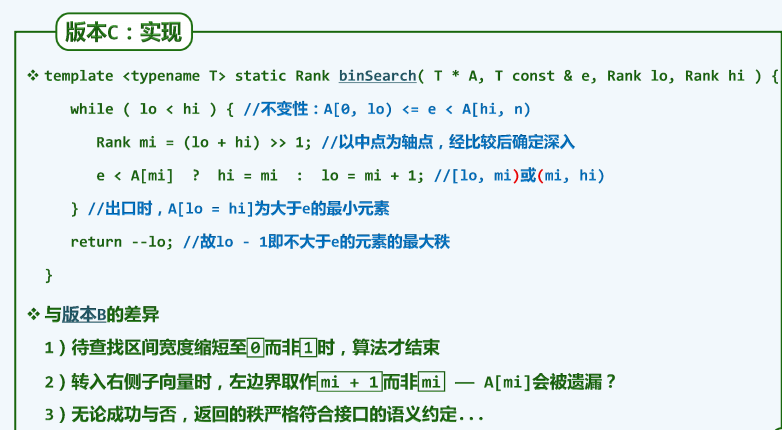 版本C：实现
❖ template <typename T> static Rank binSearch( T * A, T const & e, Rank lo, Rank hi ) {
while ( lo < hi ) { //不变性：A[0, lo) <= e < A[hi, n)
Rank mi = (lo + hi) >> 1; //以中点为轴点，经比较后确定深入
e < A[mi] ? hi = mi : lo = mi + 1; //[lo, mi)或(mi, hi)
} //出口时，A[lo = hi]为大于e的最小元素
return --lo; //故lo - 1即不大于e的元素的最大秩
}
❖ 与版本B的差异
1）待查找区间宽度缩短至0而非1时，算法才结束
2）转入右侧子向量时，左边界取作mi + 1而非mi —— A[mi]会被遗漏？
3）无论成功与否，返回的秩严格符合接口的语义约定...